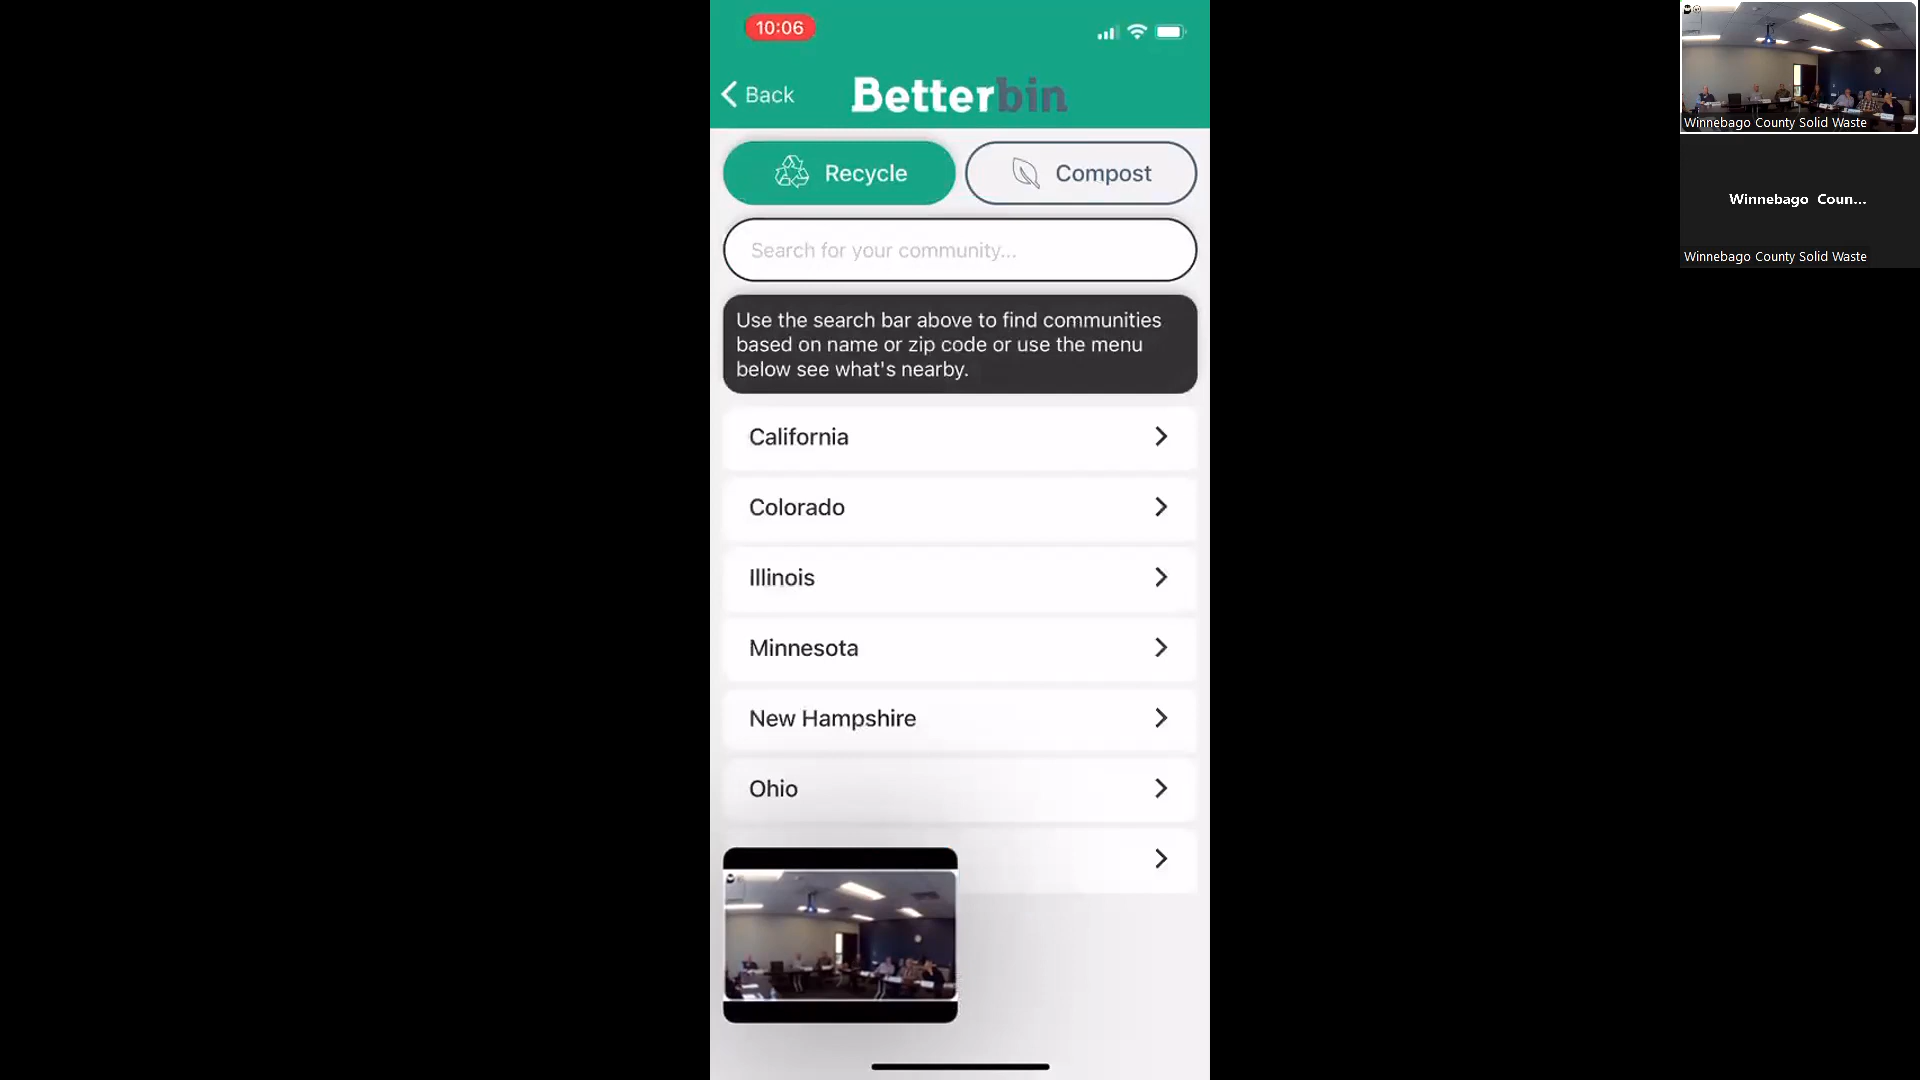 10:06
Back
Betterbin
Recycle
Compost
Search for your community...
Use the search bar above to find communities
based on name or zip code or use the menu
below see what's nearby.
California
Colorado
Illinois
Minnesota
New Hampshire
Ohio
Winnebago County Solid Waste
Winnebago Coun...
Winnebago County Solid Waste